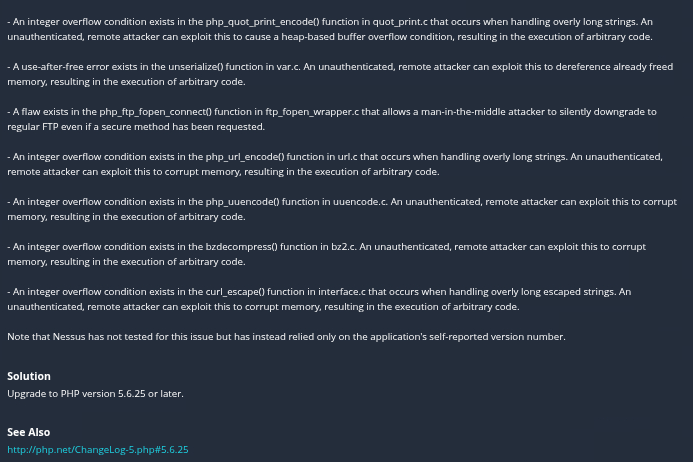 - An integer overflow condition exists in the php_quot_print_encode() function in quot_print.c that occurs when handling overly long strings. An
unauthenticated, remote attacker can exploit this to cause a heap-based buffer overflow condition, resulting in the execution of arbitrary code.
- A use-after-free error exists in the unserialize() function in var.c. An unauthenticated, remote attacker can exploit this to dereference already freed
memory, resulting in the execution of arbitrary code.
- A flaw exists in the php_ftp_fopen_connect() function in ftp_fopen_wrapper.c that allows a man-in-the-middle attacker to silently downgrade to
regular FTP even if a secure method has been requested.
- An integer overflow condition exists in the php_url_encode() function in url.c that occurs when handling overly long strings. An unauthenticated,
remote attacker can exploit this to corrupt memory, resulting in the execution of arbitrary code.
- An integer overflow condition exists in the php_uuencode() function in uuencode.c. An unauthenticated, remote attacker can exploit this to corrupt
memory, resulting in the execution of arbitrary code.
- An integer overflow condition exists in the bzdecompress() function in bz2.c. An unauthenticated, remote attacker can exploit this to corrupt
memory, resulting in the execution of arbitrary code.
- An integer overflow condition exists in the curl_escape() function in interface.c that occurs when handling overly long escaped strings. An
unauthenticated, remote attacker can exploit this to corrupt memory, resulting in the execution of arbitrary code.
Note that Nessus has not tested for this issue but has instead relied only on the application's self-reported version number.
Solution
Upgrade to PHP version 5.6.25 or later.
See Also
http://php.net/ChangeLog-5.php#5.6.25